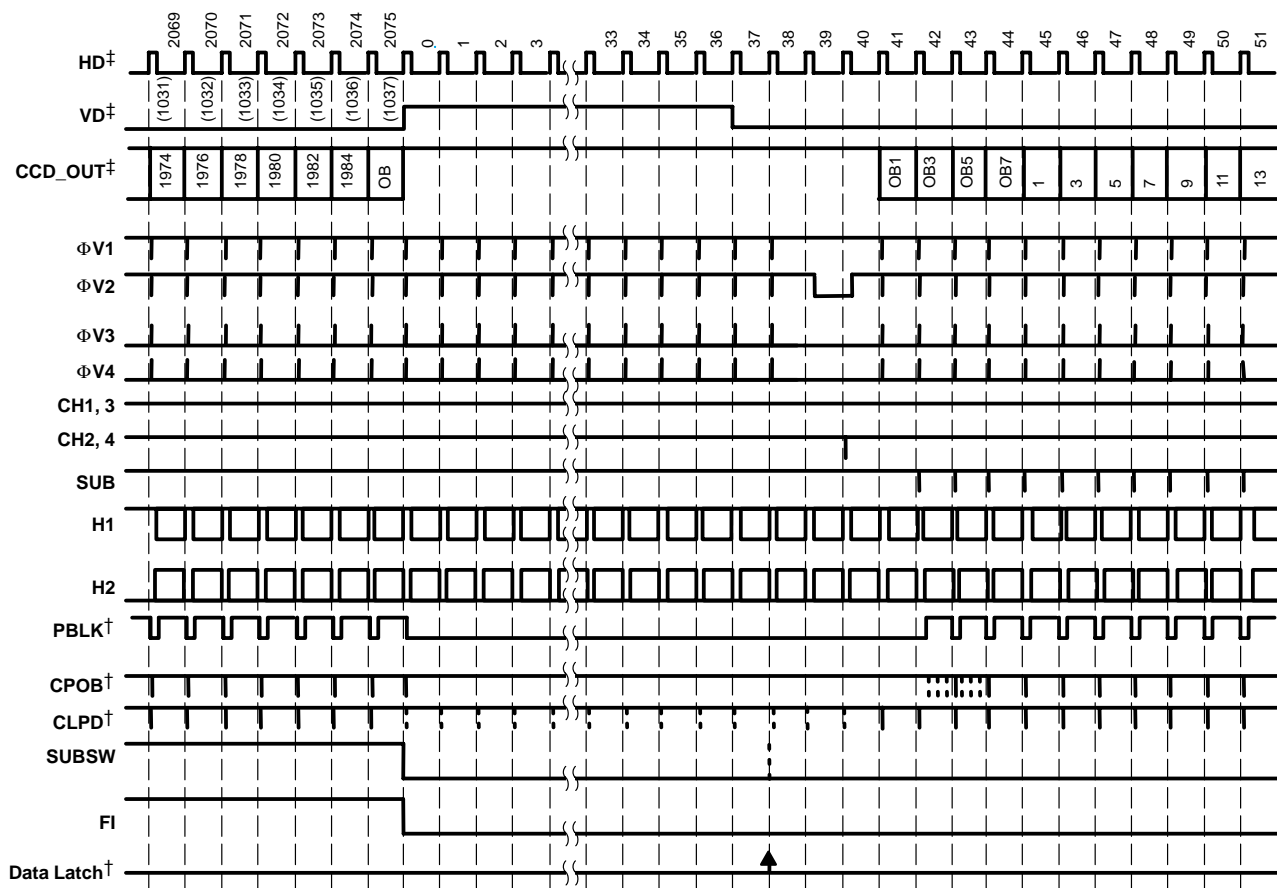 2069 2070 2071 2072 2073 2074 2075 0 1 2 3 33 34 35 36 37 38 39 40 41 42 43 44 45 46 47 48 49 50 51
HD‡
(1031) (1032) (1033) (1034) (1035) (1036) (1037)
VD‡
CCD_OUT‡ 1974 1976 1978 1980 1982 1984 OB OB1 OB3 OB5 OB7 1 3 5 7 9 11 13
ΦV1
ΦV2
ΦV3
ΦV4
CH1, 3
CH2, 4
SUB
H1
H2
PBLK†
CPOB†
CLPD†
SUBSW
FI
Data Latch†